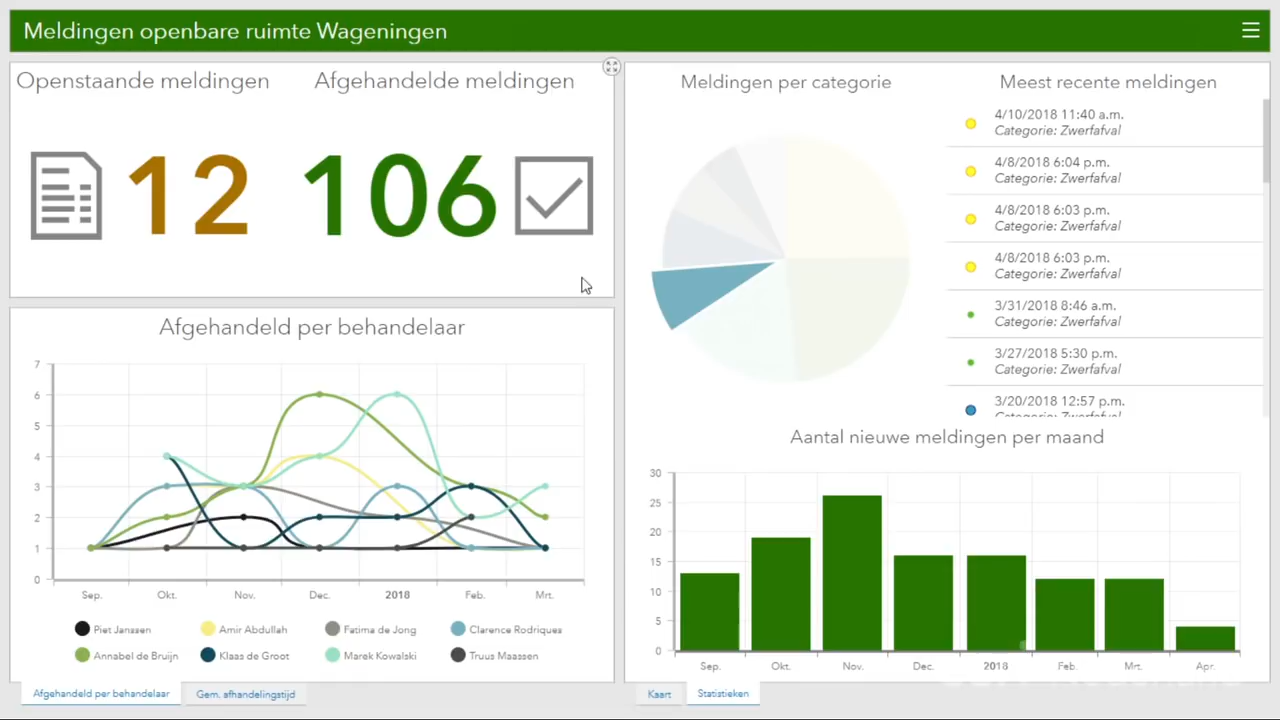 Meldingen openbare ruimte Wageningen
Openstaande meldingen
Afgehandelde meldingen
12
106
Meldingen per categorie
Meest recente meldingen
4/10/2018 11:40 a.m.
Categorie: Zwerfafval
4/8/2018 6:04 p.m.
Categorie: Zwerfafval
4/8/2018 6:03 p.m.
Categorie: Zwerfafval
4/8/2018 6:03 p.m.
Categorie: Zwerfafval
3/31/2018 8:46 a.m.
Categorie: Zwerfafval
3/27/2018 5:30 p.m.
Categorie: Zwerfafval
3/20/2018 12:57 p.m.
Categorie: Zwerfafval
Afgehandeld per behandelaar
7
6
5
4
3
2
1
0
Sep. Okt. Nov. Dec. 2018 Feb. Mrt.
Piet Janssen Amir Abdullah Fatima de Jong Clarence Rodriques
Annabel de Bruijn Klaas de Groot Marek Kowalski Truus Maassen
Afgehandeld per behandelaar Gem. afhandelingstijd
Aantal nieuwe meldingen per maand
30
25
20
15
10
5
0
Sep. Okt. Nov. Dec. 2018 Feb. Mrt. Apr.
Kaart Statistieken